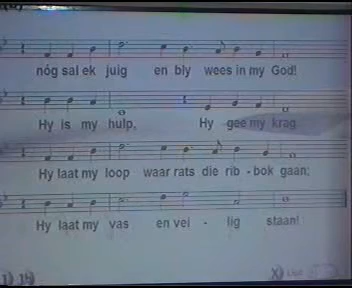 nóg sal ek juig en bly wees in my God!
Hy is my hulp, Hy gee my krag.
Hy laat my loop waar rats die rib - bok gaan;
Hy laat my vas en vei - lig staan!